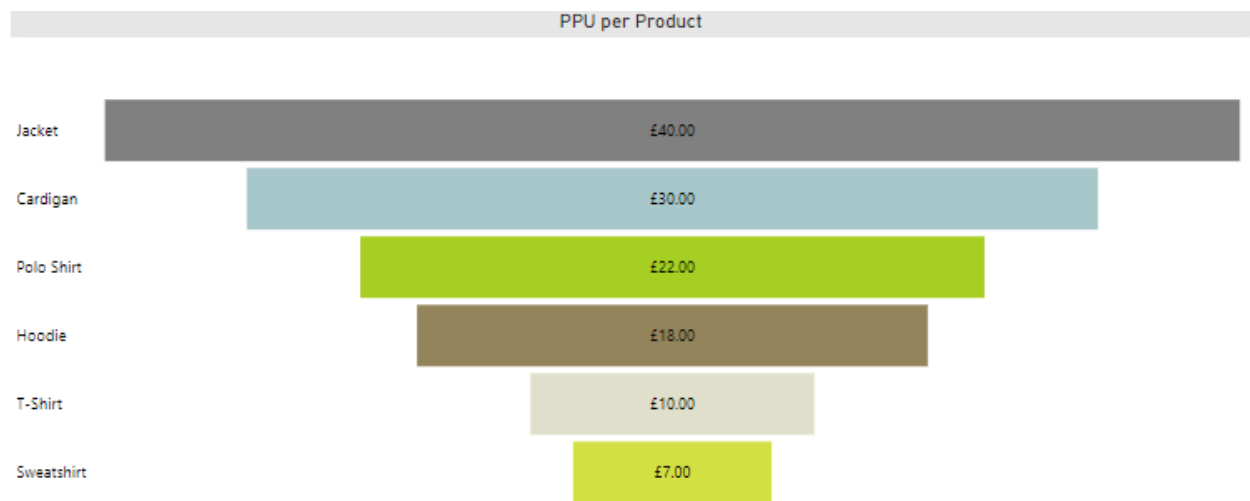 PPU per Product
Jacket £40.00
Cardigan £30.00
Polo Shirt £22.00
Hoodie £18.00
T-Shirt £10.00
Sweatshirt £7.00